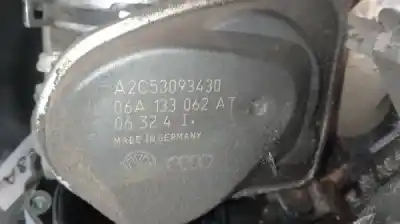 A2C53093430
06A 133 062 AT
06 32 4 I.
MADE IN GERMANY